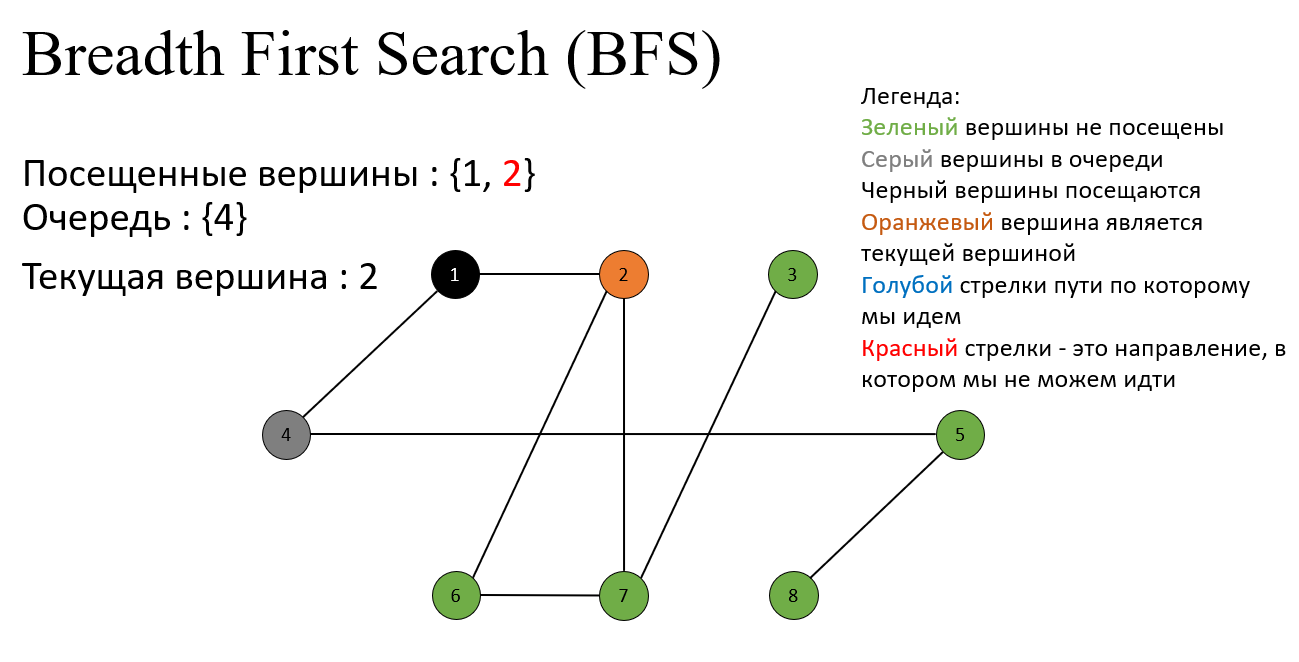 Breadth First Search (BFS)
Легенда:
Зеленый вершины не посещены
Серый вершины в очереди
Черный вершины посещаются
Оранжевый вершина является
текущей вершиной
Голубой стрелки пути по которому
мы идем
Красный стрелки - это направление, в
котором мы не можем идти
Посещенные вершины : {1, 2}
Очередь : {4}
Текущая вершина : 2
1
2
3
4
5
6
7
8